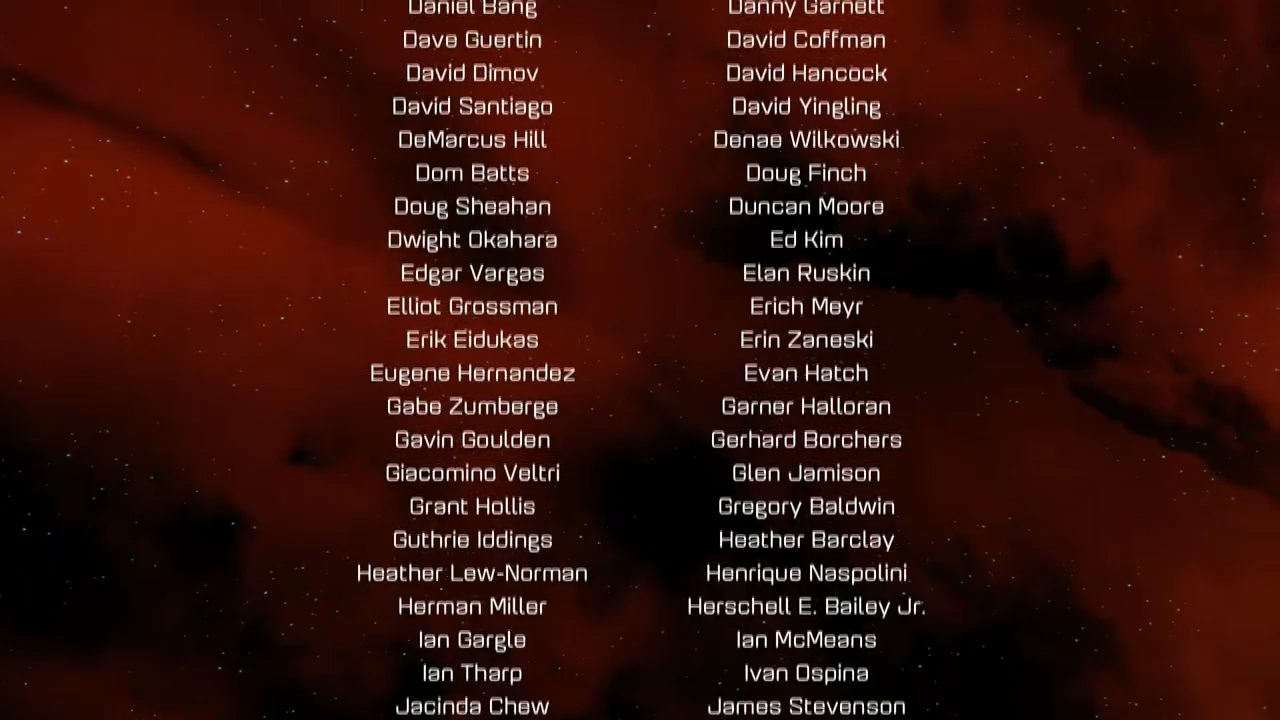 Daniel Bang Danny Garnett
Dave Guertin David Coffman
David Dimov David Hancock
David Santiago David Yingling
DeMarcus Hill Denae Wilkowski
Dom Batts Doug Finch
Doug Sheahan Duncan Moore
Dwight Okahara Ed Kim
Edgar Vargas Elan Ruskin
Elliot Grossman Erich Meyr
Erik Eidukas Erin Zaneski
Eugene Hernandez Evan Hatch
Gabe Zumberge Garner Halloran
Gavin Goulden Gerhard Borchers
Giacomino Veltri Glen Jamison
Grant Hollis Gregory Baldwin
Guthrie Iddings Heather Barclay
Heather Lew-Norman Henrique Naspolini
Herman Miller Herschell E. Bailey Jr.
Ian Gargle Ian McMeans
Ian Tharp Ivan Ospina
Jacinda Chew James Stevenson